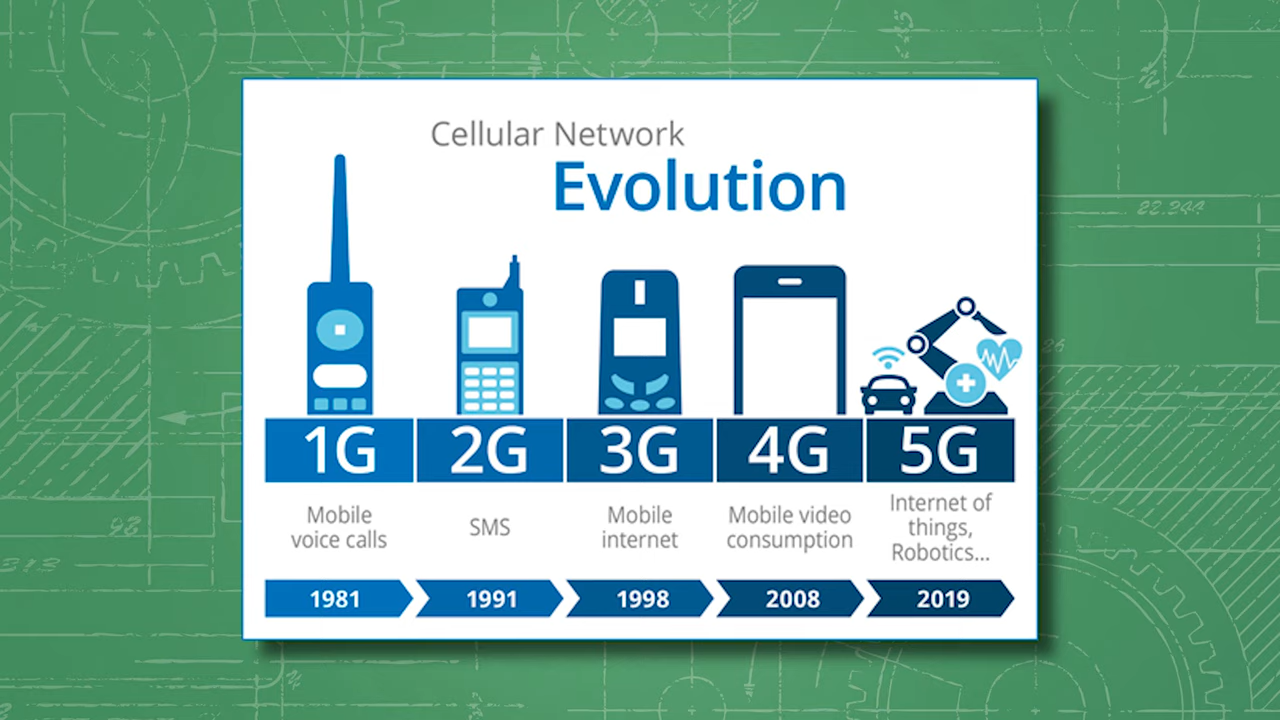 Cellular Network
Evolution
1G
2G
3G
4G
5G
Mobile
voice calls
SMS
Mobile
internet
Mobile video
consumption
Internet of
things,
Robotics...
1981
1991
1998
2008
2019